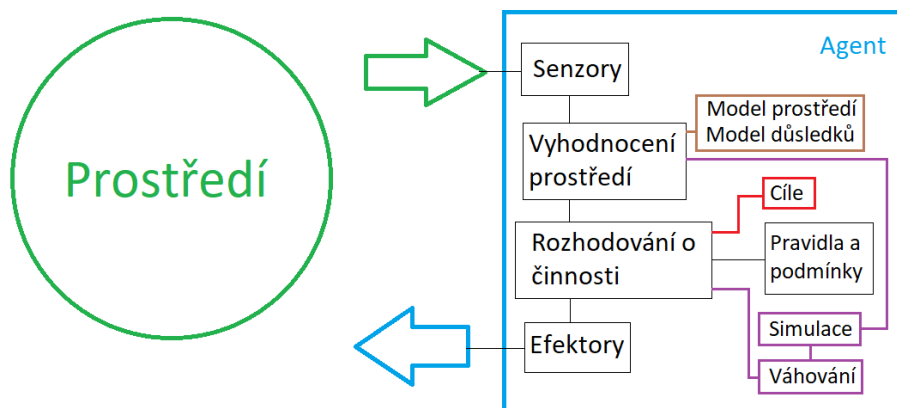 Prostředí
Agent
Senzory
Vyhodnocení
prostředí
Model prostředí
Model důsledků
Cíle
Rozhodování o
činnosti
Pravidla a
podmínky
Simulace
Efektory
Váhování